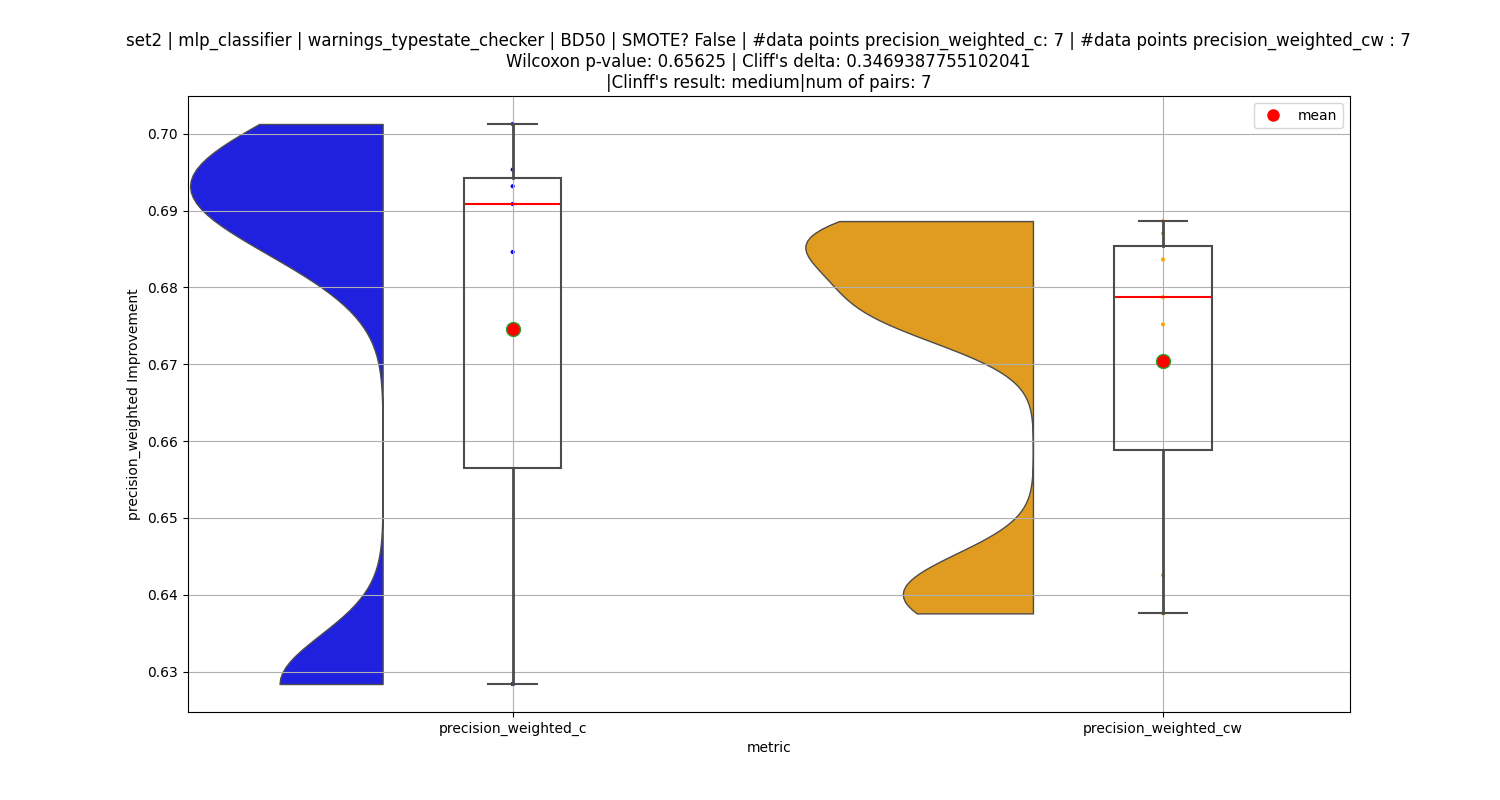 set2 | mlp_classifier | warnings_typestate_checker | BD50 | SMOTE? False | #data points precision_weighted_c: 7 | #data points precision_weighted_cw : 7
Wilcoxon p-value: 0.65625 | Cliff's delta: 0.3469387755102041
|Clinff's result: medium|num of pairs: 7
mean
0.70
0.69
0.68
0.67
0.66
0.65
0.64
0.63
precision_weighted Improvement
precision_weighted_c
precision_weighted_cw
metric